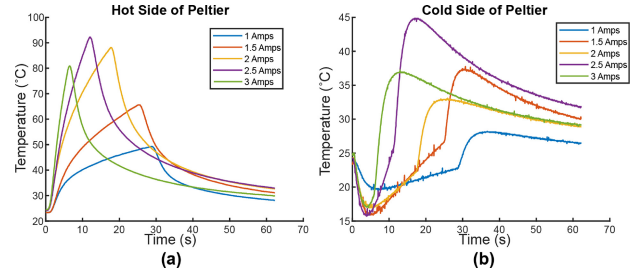 Hot Side of Peltier
100
90
80
70
60
50
40
30
20
Temperature (°C)
1 Amps
1.5 Amps
2 Amps
2.5 Amps
3 Amps
0 10 20 30 40 50 60 70
Time (s)
(a)
Cold Side of Peltier
45
40
35
30
25
20
15
Temperature (°C)
1 Amps
1.5 Amps
2 Amps
2.5 Amps
3 Amps
0 10 20 30 40 50 60 70
Time (s)
(b)